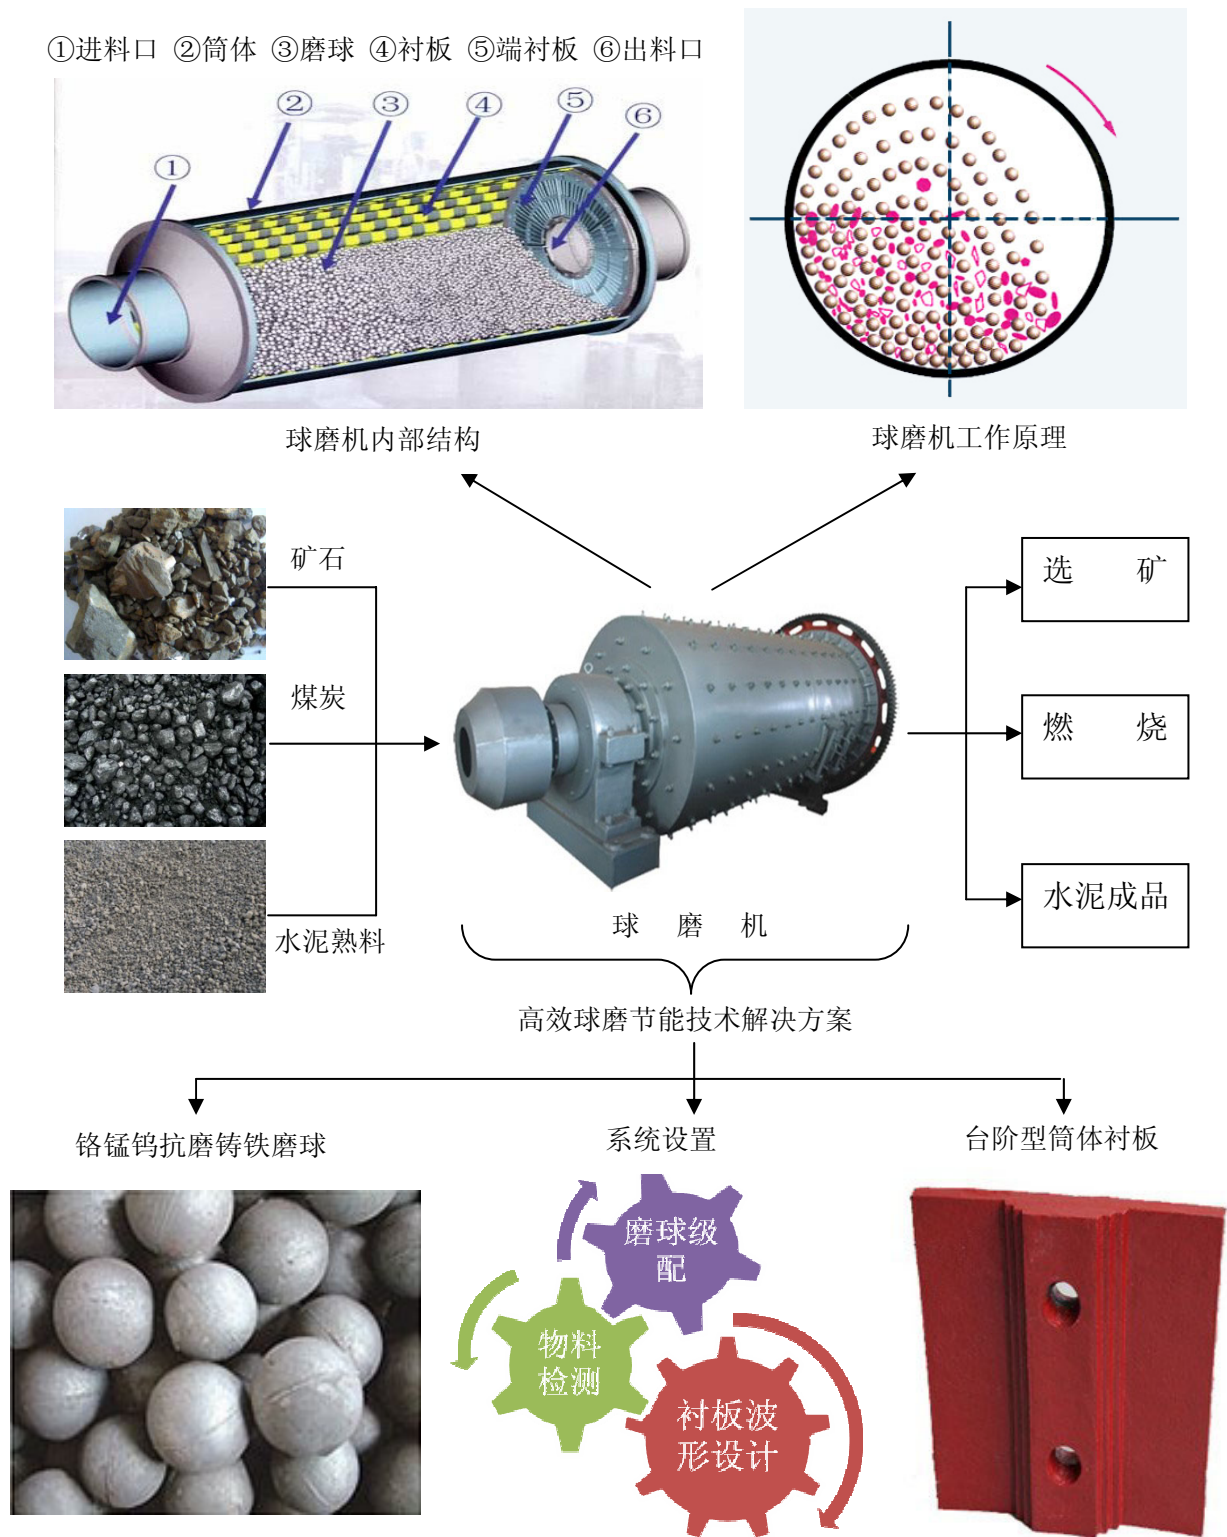 ①进料口 ②筒体 ③磨球 ④衬板 ⑤端衬板 ⑥出料口
①
②
③
④
⑤
⑥
球磨机内部结构
球磨机工作原理
矿石
煤炭
水泥熟料
球 磨 机
选 矿
燃 烧
水泥成品
高效球磨节能技术解决方案
铬锰钨抗磨铸铁磨球
系统设置
台阶型筒体衬板
磨球级
配
物料
检测
衬板波
形设计